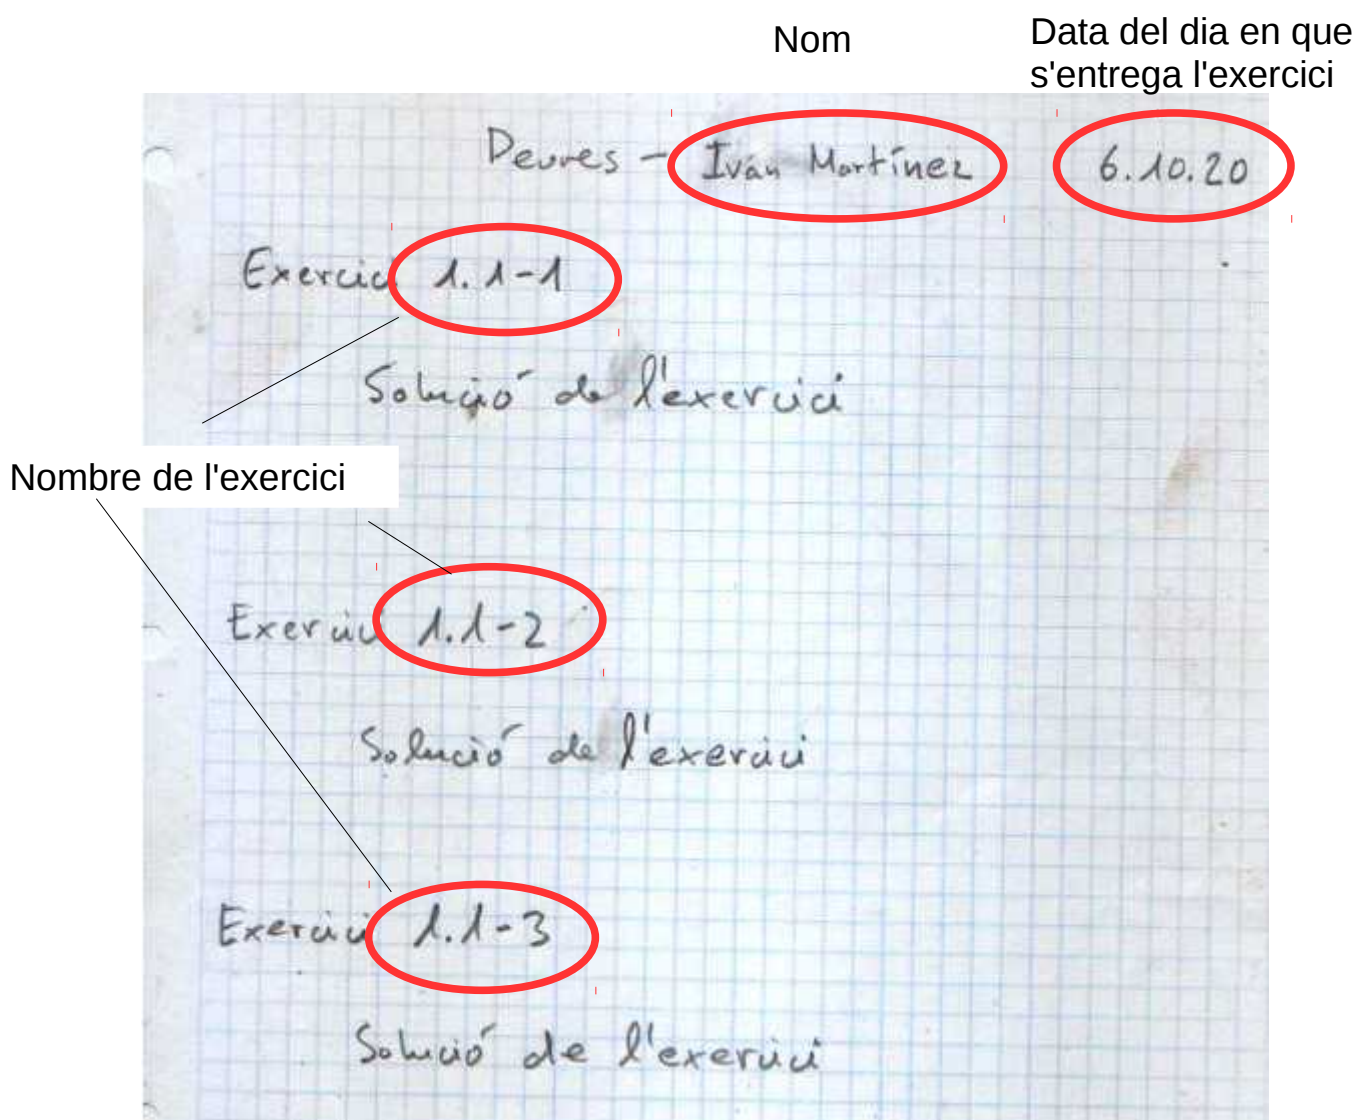 Nom
Data del dia en que
s'entrega l'exercici
Deures - Iván Martínez 6.10.20
Exercici 1.1-1
Solució de l'exercici
Nombre de l'exercici
Exercici 1.1-2
Solució de l'exercici
Exercici 1.1-3
Solució de l'exercici